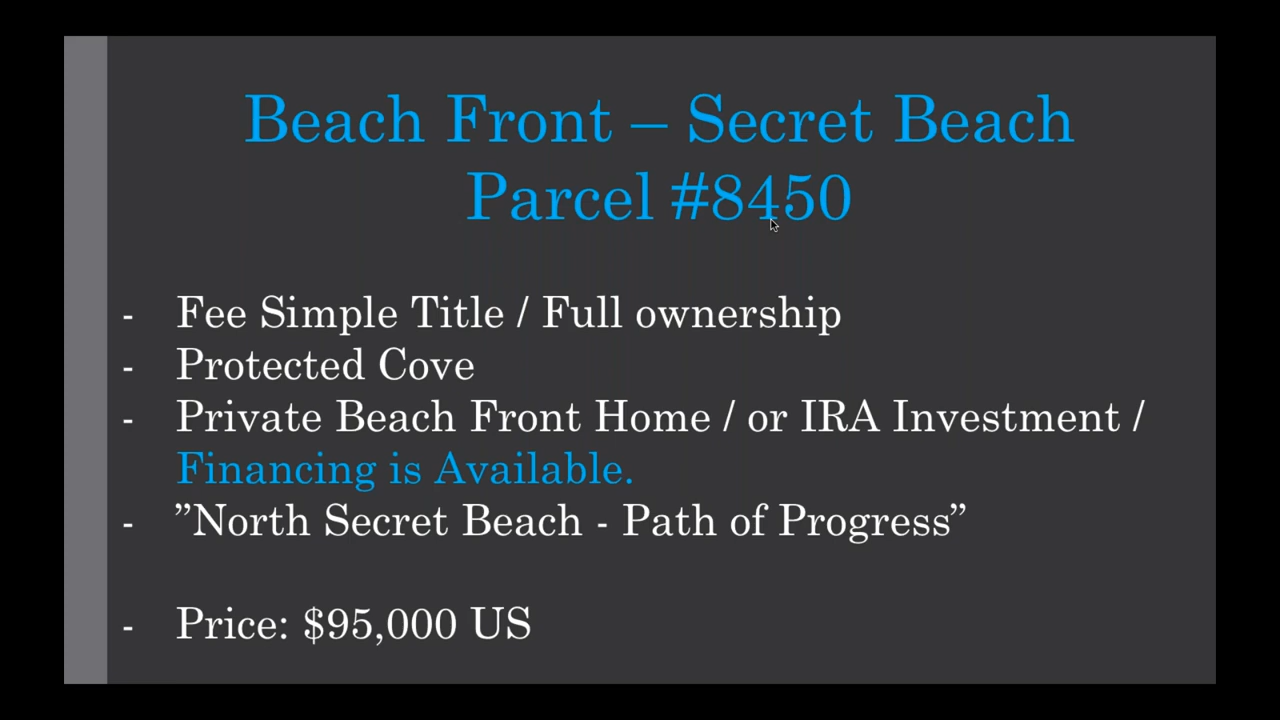 Beach Front – Secret Beach
Parcel #8450
- Fee Simple Title / Full ownership
- Protected Cove
- Private Beach Front Home / or IRA Investment /
Financing is Available.
- ”North Secret Beach - Path of Progress”
- Price: $95,000 US